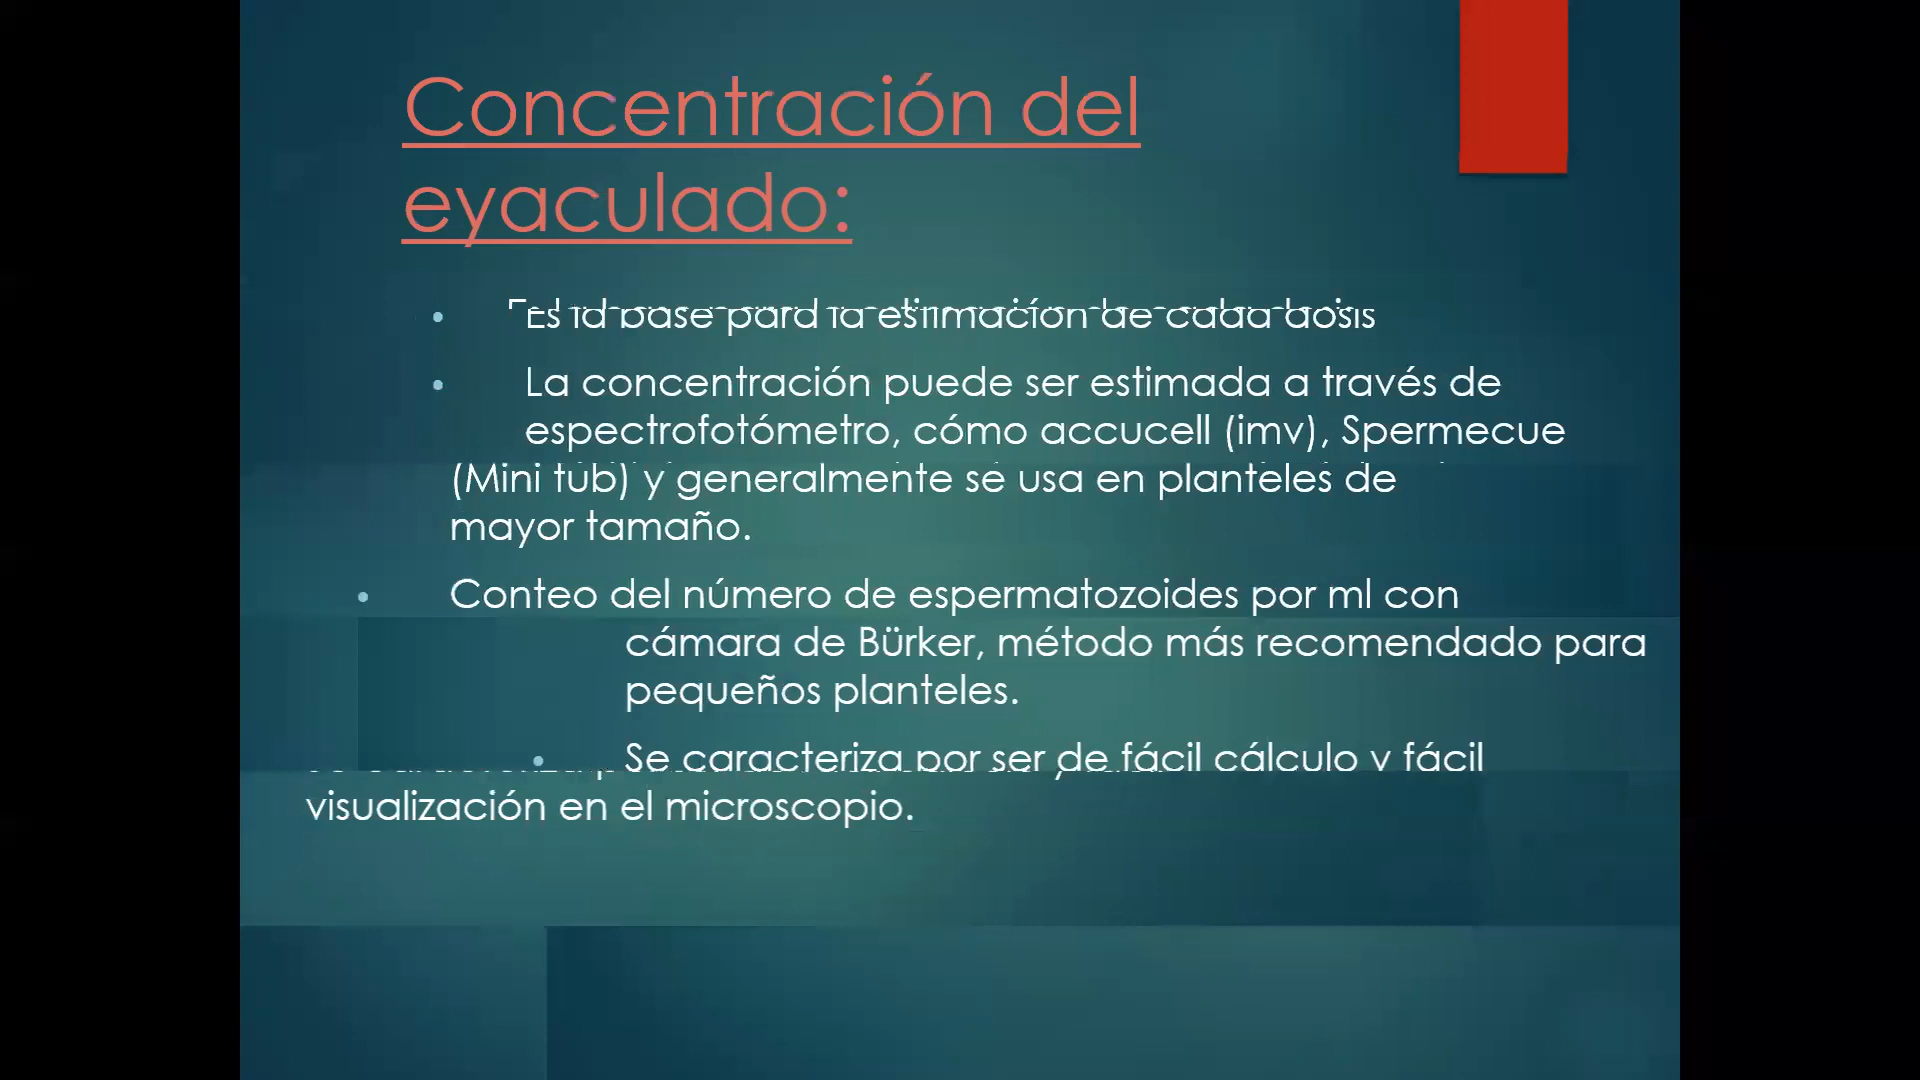 Concentración del
eyaculado:
• Es la base para la estimación de cada dosis
• La concentración puede ser estimada a través de
espectrofotómetro, cómo accucell (imv), Spermecue
(Mini tub) y generalmente se usa en planteles de
mayor tamaño.
• Conteo del número de espermatozoides por ml con
cámara de Bürker, método más recomendado para
pequeños planteles.
• Se caracteriza por ser de fácil cálculo y fácil
visualización en el microscopio.